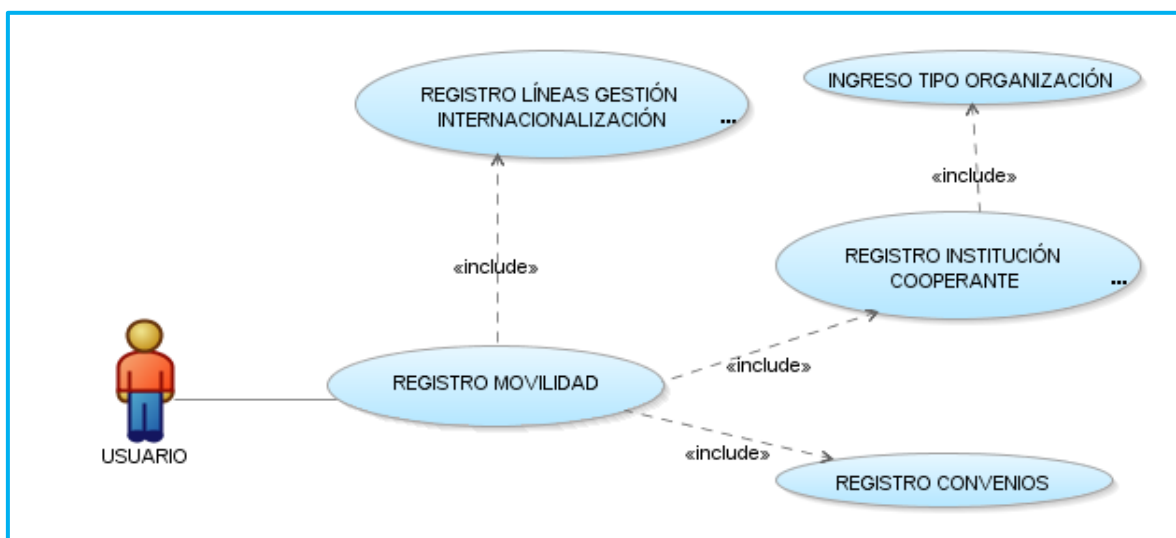 REGISTRO LÍNEAS GESTIÓN
INTERNACIONALIZACIÓN
...
INGRESO TIPO ORGANIZACIÓN
«include»
REGISTRO INSTITUCIÓN
COOPERANTE
...
«include»
«include»
REGISTRO MOVILIDAD
USUARIO
«include»
REGISTRO CONVENIOS